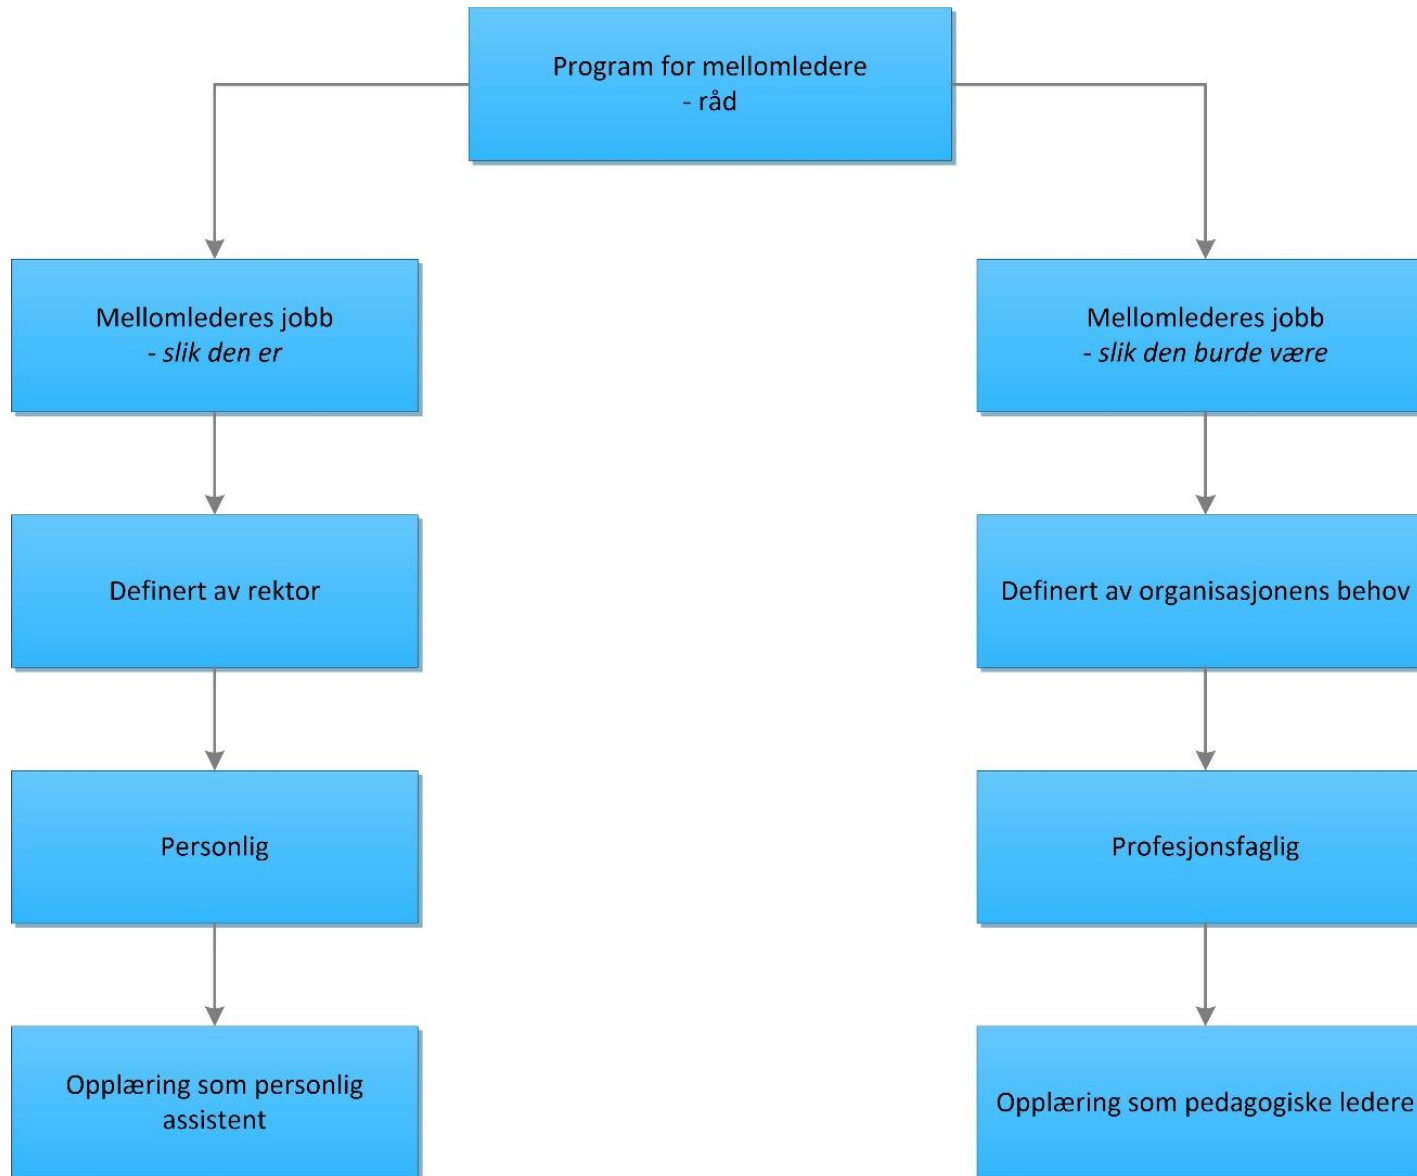 Program for mellomledere
- råd
Mellomlederes jobb
- slik den er
Mellomlederes jobb
- slik den burde være
Definert av rektor
Definert av organisasjonens behov
Personlig
Profesjonsfaglig
Opplæring som personlig
assistent
Opplæring som pedagogiske ledere